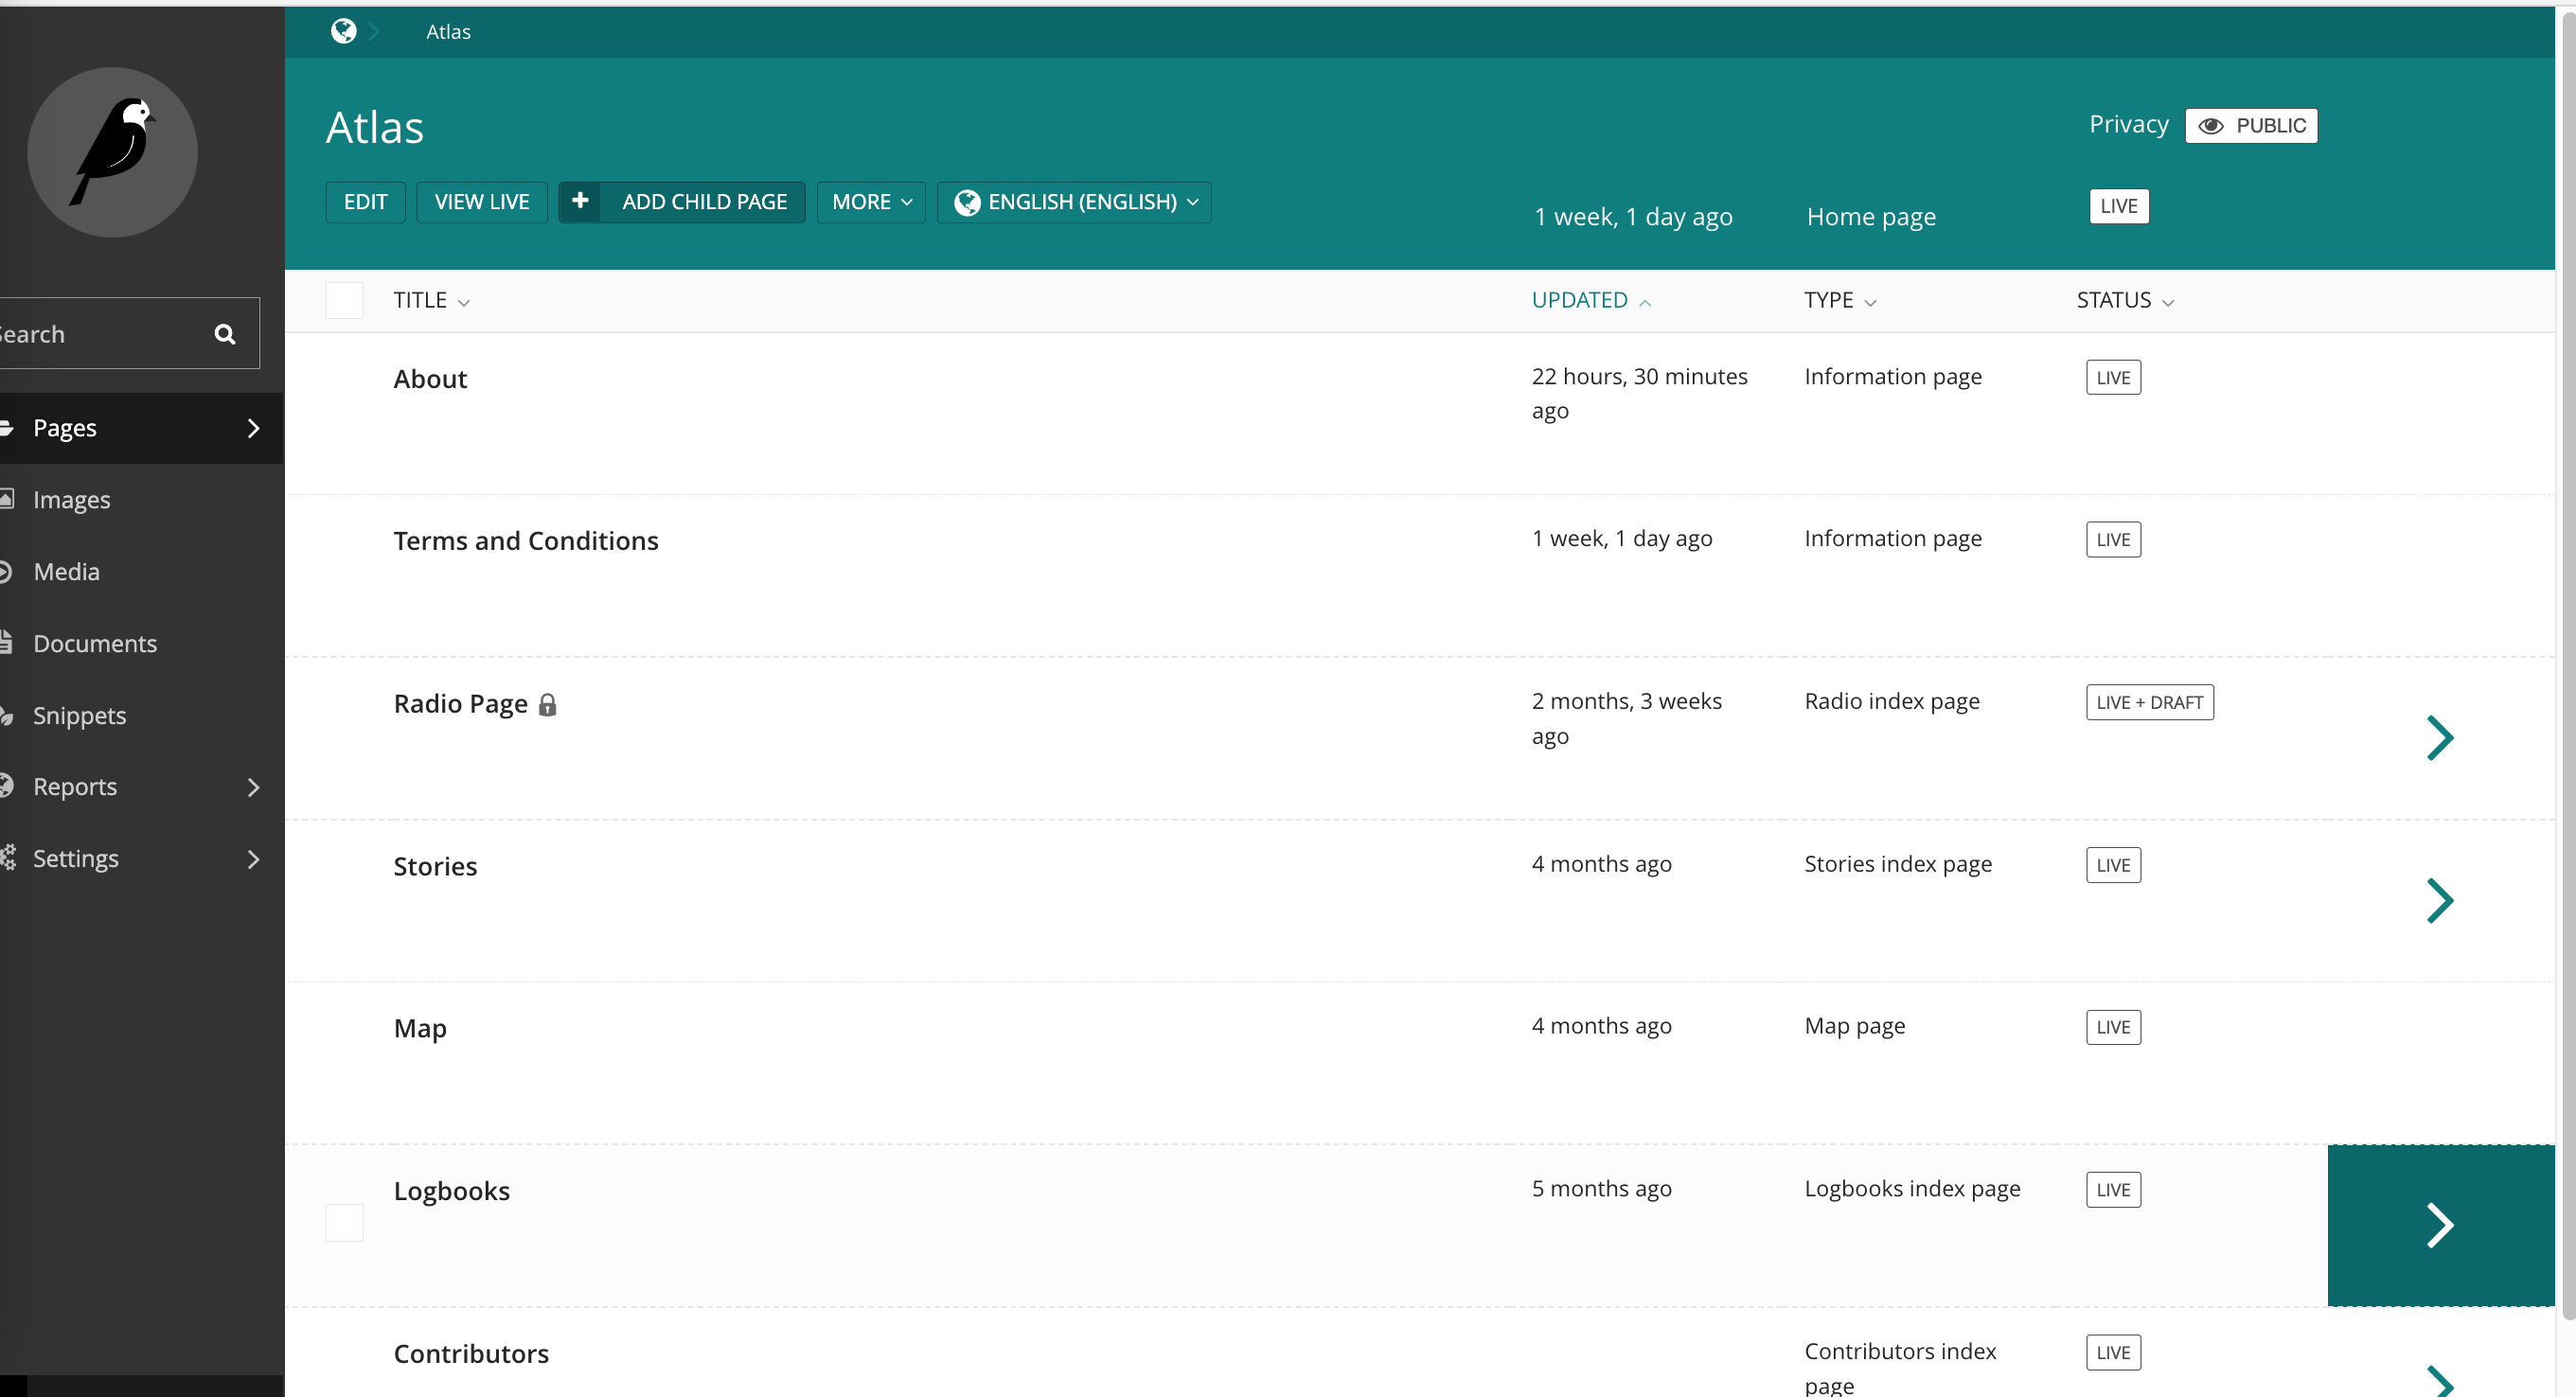 Atlas
Atlas
Privacy PUBLIC
EDIT VIEW LIVE + ADD CHILD PAGE MORE ENGLISH (ENGLISH)
1 week, 1 day ago Home page LIVE
Search
Pages
Images
Media
Documents
Snippets
Reports
Settings
TITLE UPDATED TYPE STATUS
About 22 hours, 30 minutes Information page LIVE
ago
Terms and Conditions 1 week, 1 day ago Information page LIVE
Radio Page 2 months, 3 weeks Radio index page LIVE + DRAFT
ago
Stories 4 months ago Stories index page LIVE
Map 4 months ago Map page LIVE
Logbooks 5 months ago Logbooks index page LIVE
Contributors Contributors index LIVE
page